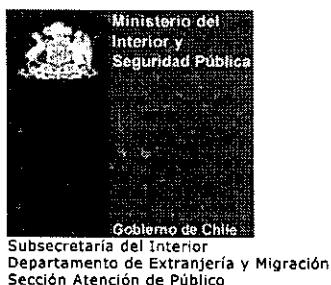 Ministerio del
Interior y
Seguridad Pública
Gobierno de Chile
Subsecretaría del Interior
Departamento de Extranjería y Migración
Sección Atención de Público